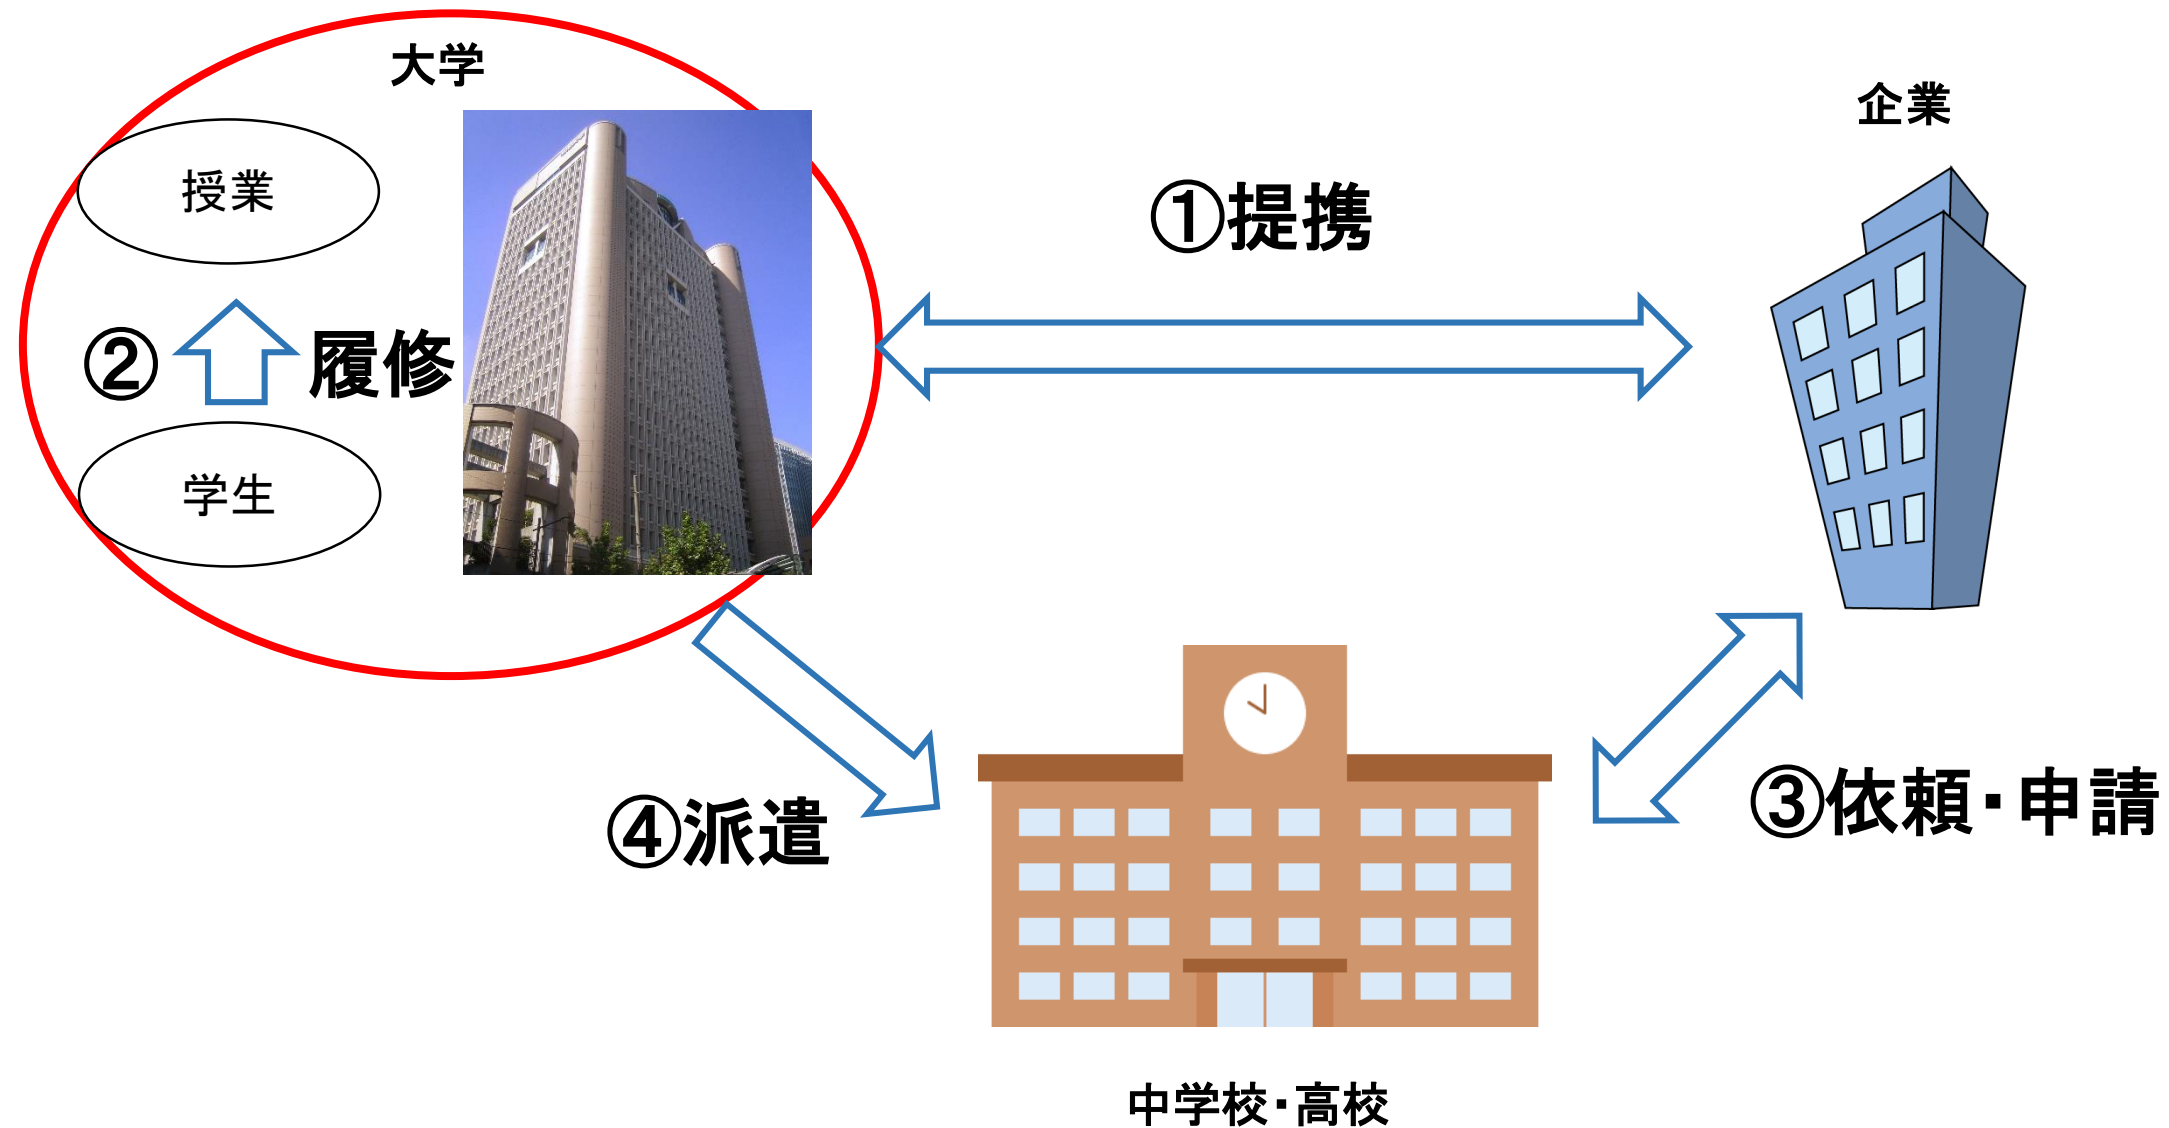 大学
企業
授業
①提携
②
履修
学生
③依頼・申請
④派遣
中学校・高校